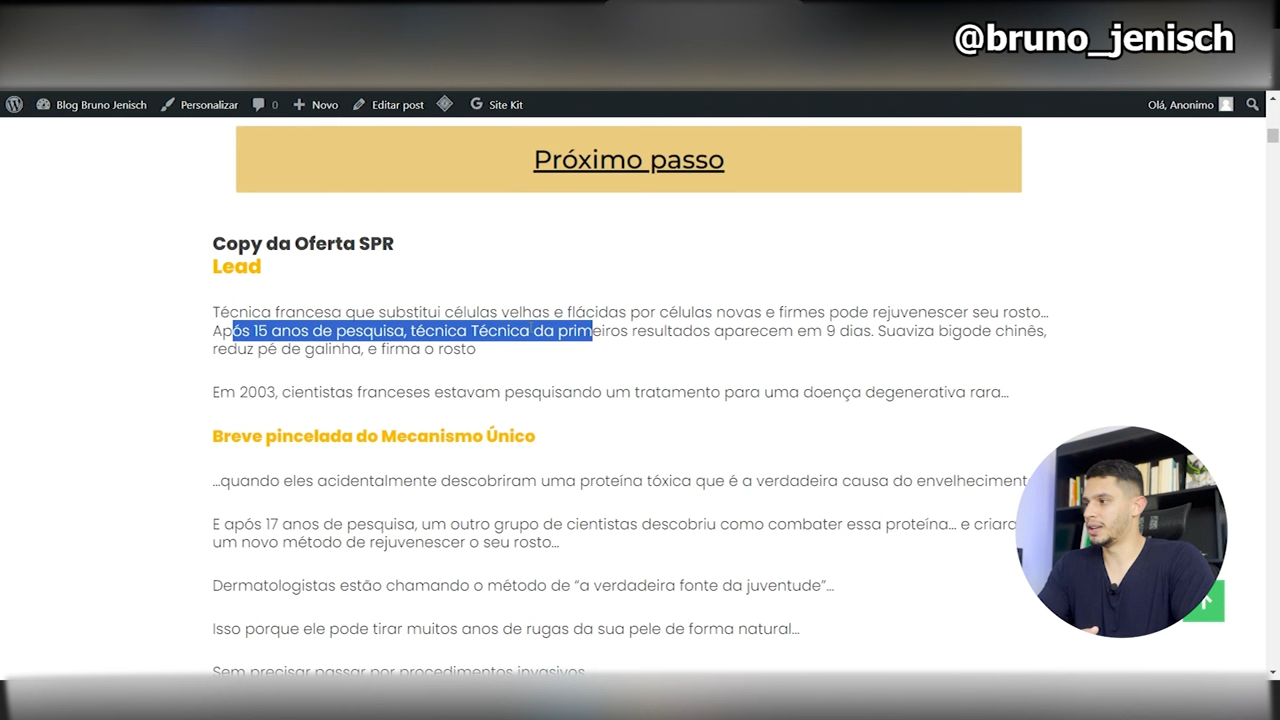 @bruno_jenisch
Blog Bruno Jenisch Personalizar 0 Novo Editar post Site Kit Olá, Anonimo
Próximo passo
Copy da Oferta SPR
Lead
Técnica francesa que substitui células velhas e flácidas por células novas e firmes pode rejuvenescer seu rosto…
Após 15 anos de pesquisa, técnica Técnica da primeiros resultados aparecem em 9 dias. Suaviza bigode chinês,
reduz pé de galinha, e firma o rosto
Em 2003, cientistas franceses estavam pesquisando um tratamento para uma doença degenerativa rara…
Breve pincelada do Mecanismo Único
…quando eles acidentalmente descobriram uma proteína tóxica que é a verdadeira causa do
E após 17 anos de pesquisa, um outro grupo de cientistas descobriu como combater essa proteína… e
um novo método de rejuvenescer o seu rosto…
Dermatologistas estão chamando o método de “a verdadeira fonte da juventude”…
Isso porque ele pode tirar muitos anos de rugas da sua pele de forma natural…
Sem precisar passar por procedimentos invasivos